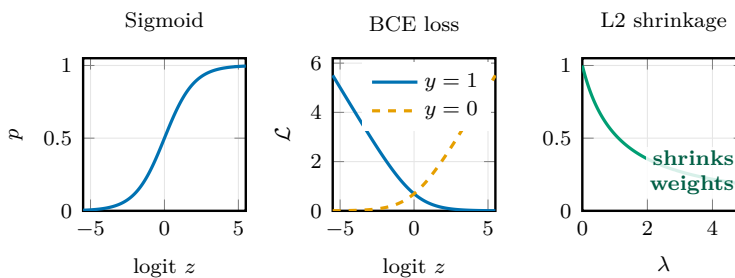 Sigmoid
1
0.5
0
−5
0
5
p
logit z
BCE loss
6
4
2
0
−5
0
5
y = 1
y = 0
ℒ
logit z
L2 shrinkage
1
0.5
0
0
2
4
shrinks
weights
λ